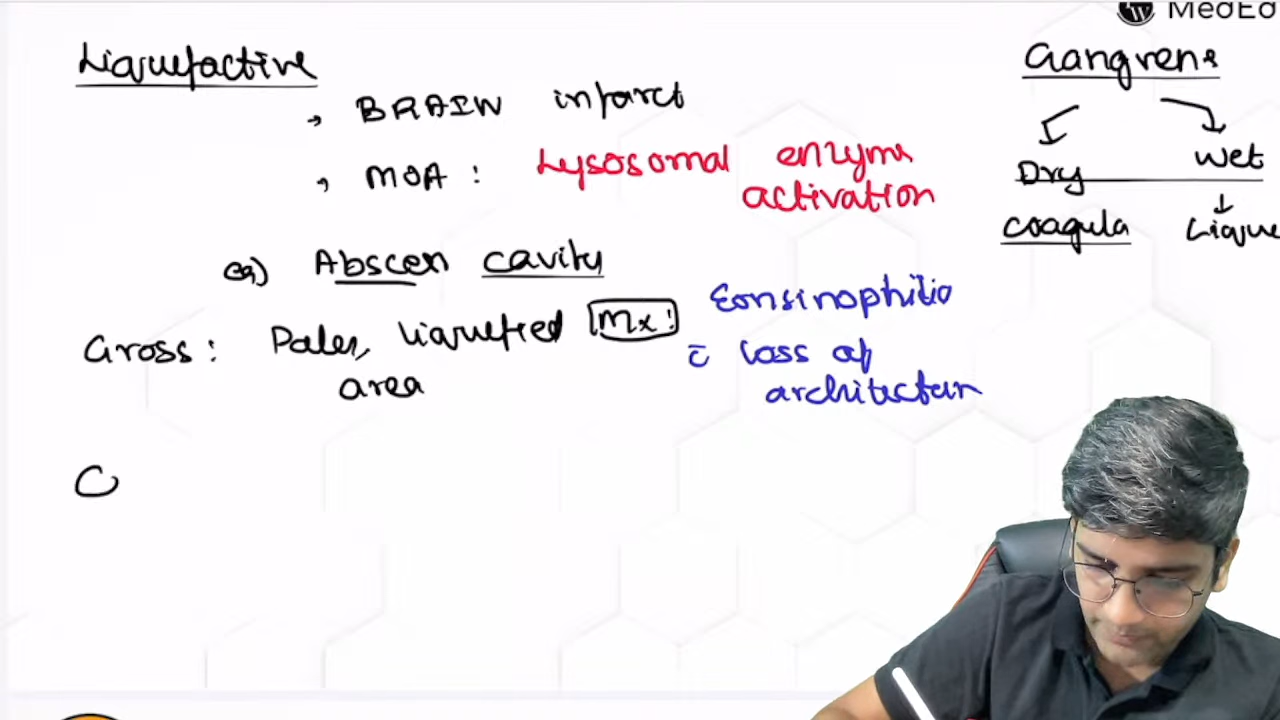 MedEd
Liquefactive
Gangrene
→ BRAIN infarct
→ MOA : Lysosomal enzyme
activation
Dry
Wet
coagula
Lique
eg) Abscess cavity
Gross : Pale, liquefied
area
Mx :
Eonsinophilic
c̄ loss of
architecture
C